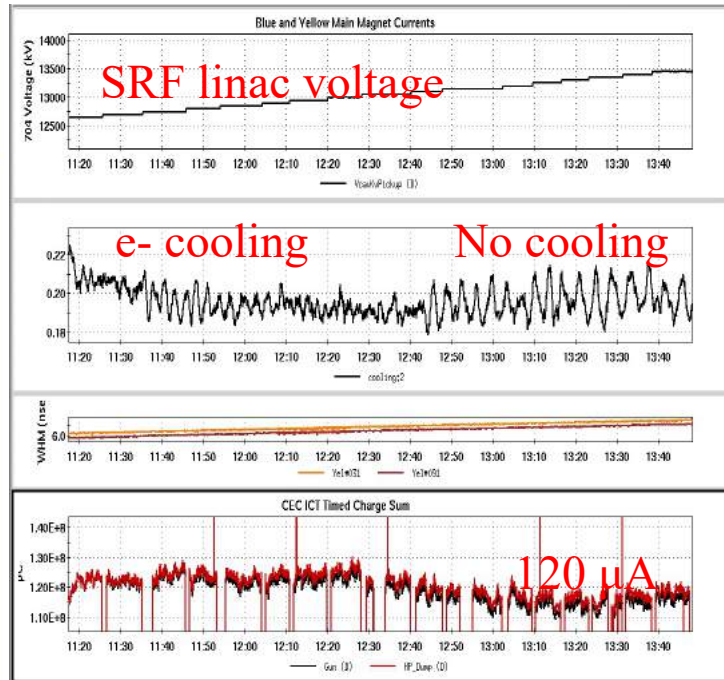 Blue and Yellow Main Magnet Currents
704 Voltage (kV)
14000
13500
13000
12500
SRF linac voltage
11:20 11:30 11:40 11:50 12:00 12:10 12:20 12:30 12:40 12:50 13:00 13:10 13:20 13:30 13:40
e- cooling No cooling
0.22
0.20
0.18
11:20 11:30 11:40 11:50 12:00 12:10 12:20 12:30 12:40 12:50 13:00 13:10 13:20 13:30 13:40
cooling:2
WHM (nse
6.0
11:20 11:30 11:40 11:50 12:00 12:10 12:20 12:30 12:40 12:50 13:00 13:10 13:20 13:30 13:40
CEC ICT Timed Charge Sum
1.40E+8
1.30E+8
1.20E+8
1.10E+8
120 μA
11:20 11:30 11:40 11:50 12:00 12:10 12:20 12:30 12:40 12:50 13:00 13:10 13:20 13:30 13:40
Gun (D) HP_Dump (D)